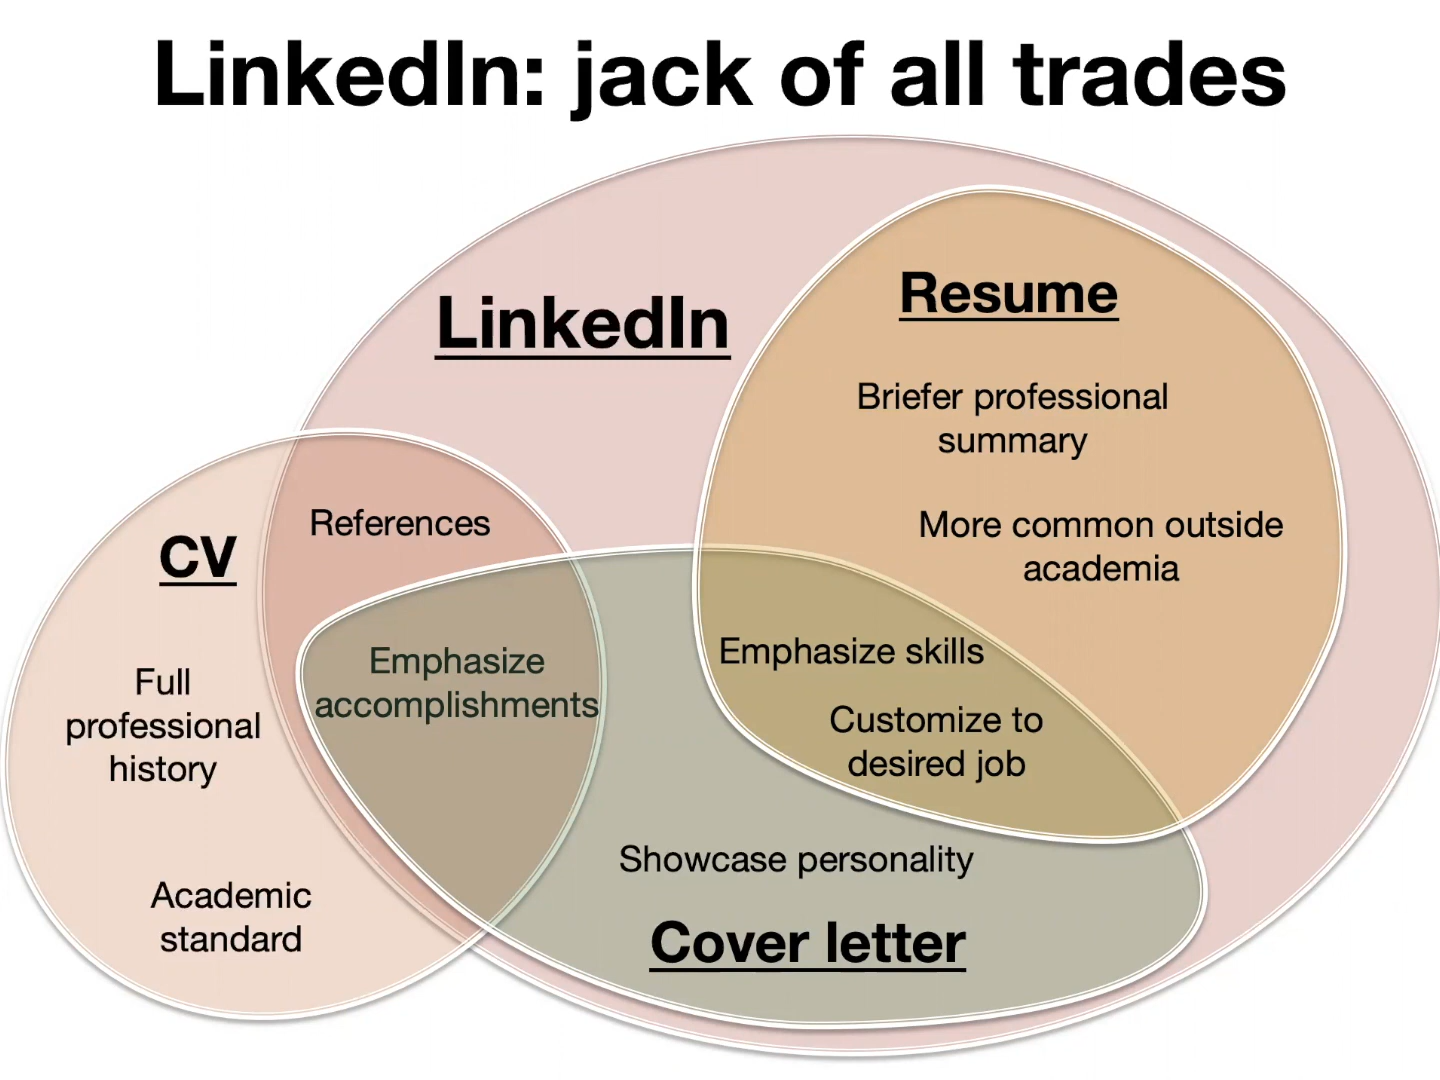 LinkedIn: jack of all trades
LinkedIn
Resume
Briefer professional
summary
More common outside
academia
References
CV
Emphasize
accomplishments
Emphasize skills
Customize to
desired job
Full
professional
history
Showcase personality
Academic
standard
Cover letter